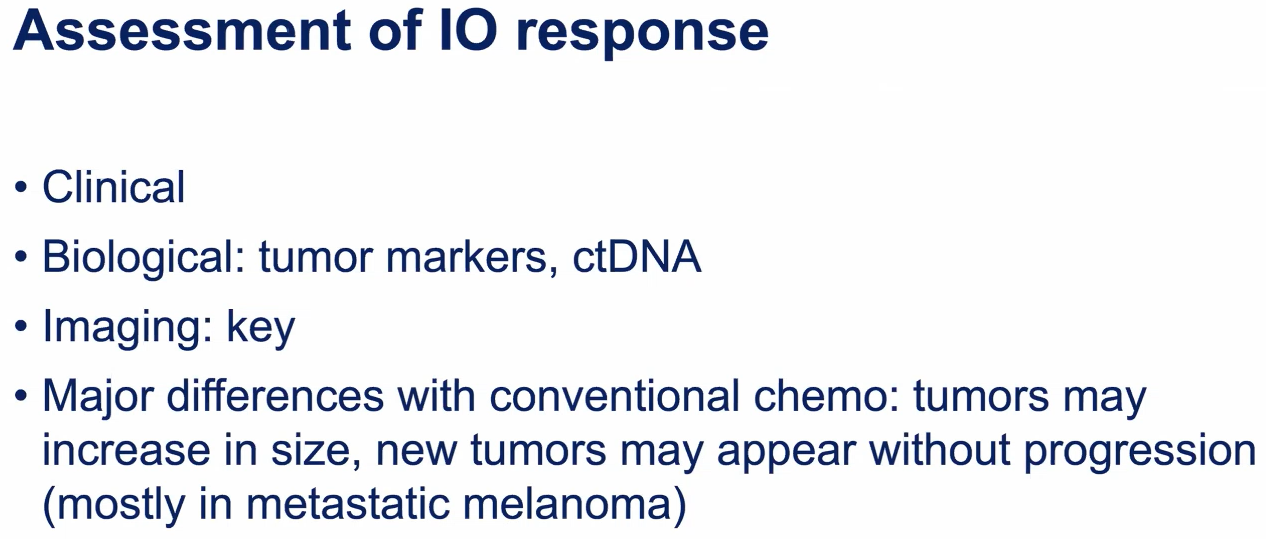 Assessment of IO response
• Clinical
• Biological: tumor markers, ctDNA
• Imaging: key
• Major differences with conventional chemo: tumors may
increase in size, new tumors may appear without progression
(mostly in metastatic melanoma)